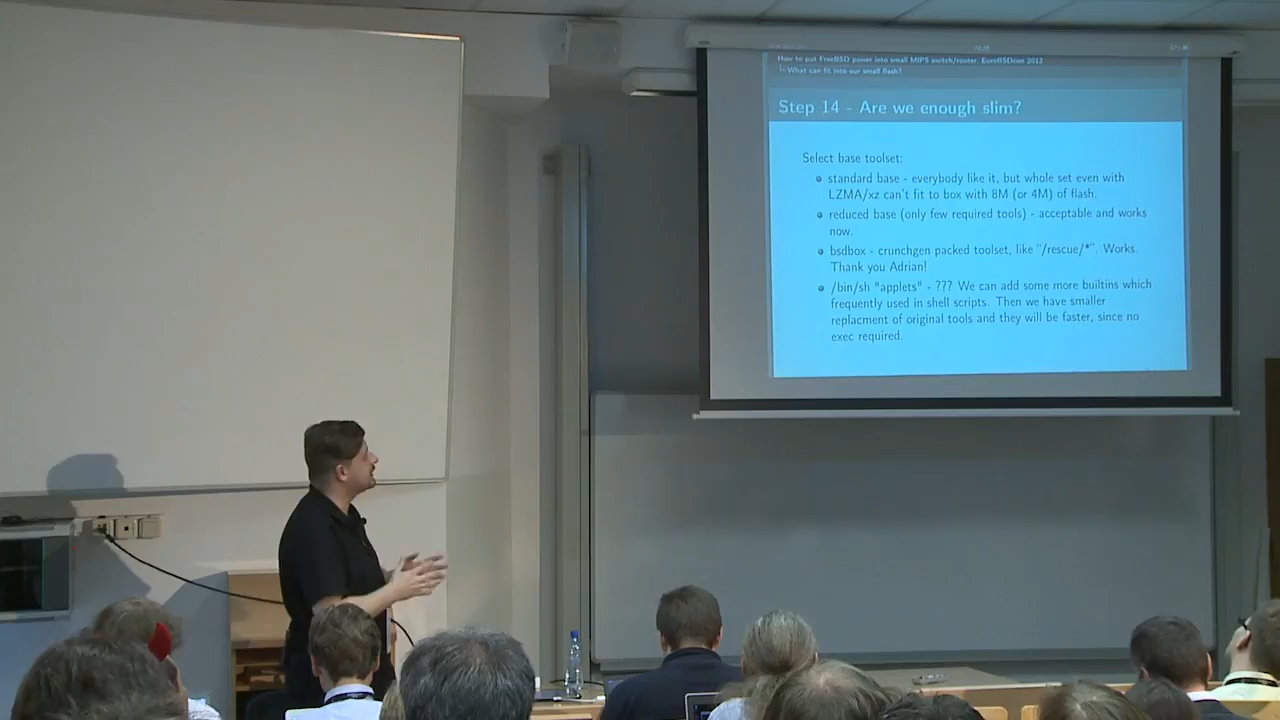 How to put FreeBSD power into small MIPS switch/router. EuroBSDcon 2012
What can fit into our small flash?
Step 14 - Are we enough slim?
Select base toolset:
standard base - everybody like it, but whole set even with
LZMA/xz can't fit to box with 8M (or 4M) of flash.
reduced base (only few required tools) - acceptable and works
now.
bsdbox - crunchgen packed toolset, like "/rescue/*". Works.
Thank you Adrian!
/bin/sh "applets" - ??? We can add some more builtins which
frequently used in shell scripts. Then we have smaller
replacment of original tools and they will be faster, since no
exec required.